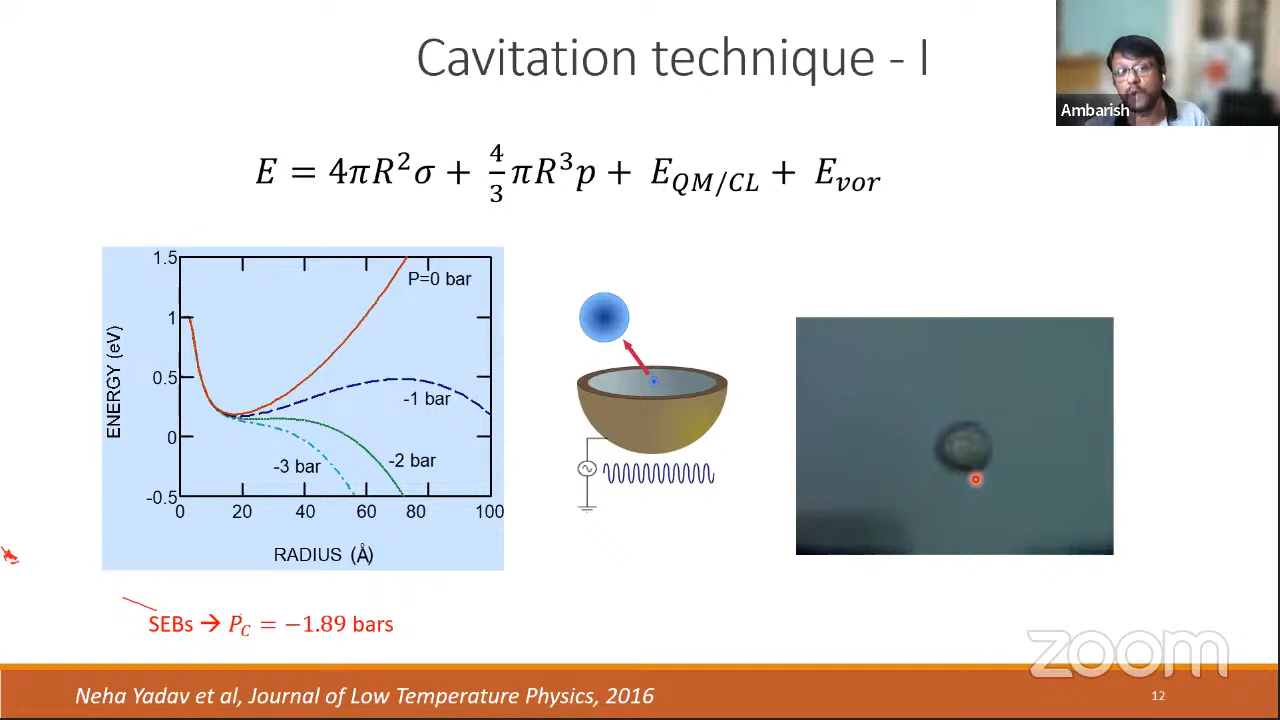 Cavitation technique - I
Ambarish
E = 4πR²σ + 4/3 πR³p + E_QM/CL + E_vor
1.5
1
0.5
0
-0.5
ENERGY (eV)
P=0 bar
-1 bar
-2 bar
-3 bar
0 20 40 60 80 100
RADIUS (Å)
SEBs → P_C = −1.89 bars
zoom
Neha Yadav et al, Journal of Low Temperature Physics, 2016
12